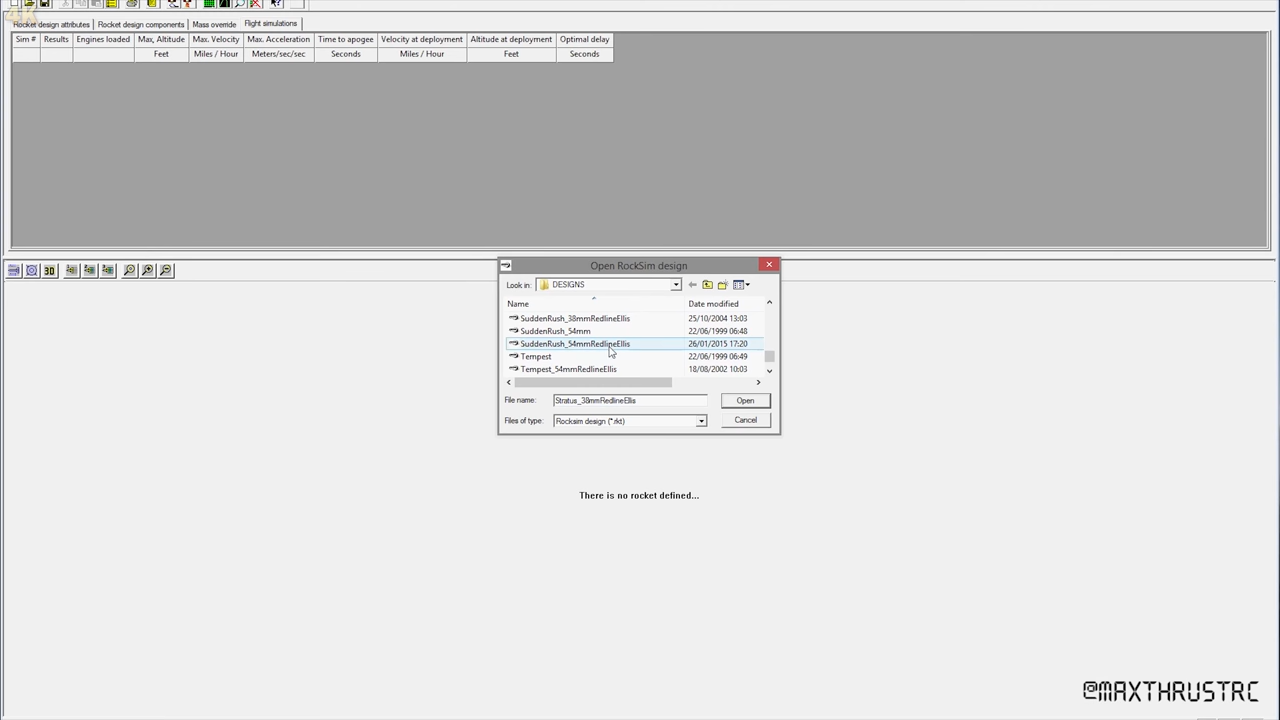 4K
Rocket design attributes Rocket design components Mass override Flight simulations
Sim # Results Engines loaded Max. Altitude Max. Velocity Max. Acceleration Time to apogee Velocity at deployment Altitude at deployment Optimal delay
Feet Miles / Hour Meters/sec/sec Seconds Miles / Hour Feet Seconds
3D
Open RockSim design
Look in: DESIGNS
Name Date modified
SuddenRush_38mmRedlineEllis 25/10/2004 13:03
SuddenRush_54mm 22/06/1999 06:48
SuddenRush_54mmRedlineEllis 26/01/2015 17:20
Tempest 22/06/1999 06:49
Tempest_54mmRedlineEllis 18/08/2002 10:03
File name: Stratus_38mmRedlineEllis Open
Files of type: Rocksim design (*.rkt) Cancel
There is no rocket defined...
@MAXTHRUSTRC